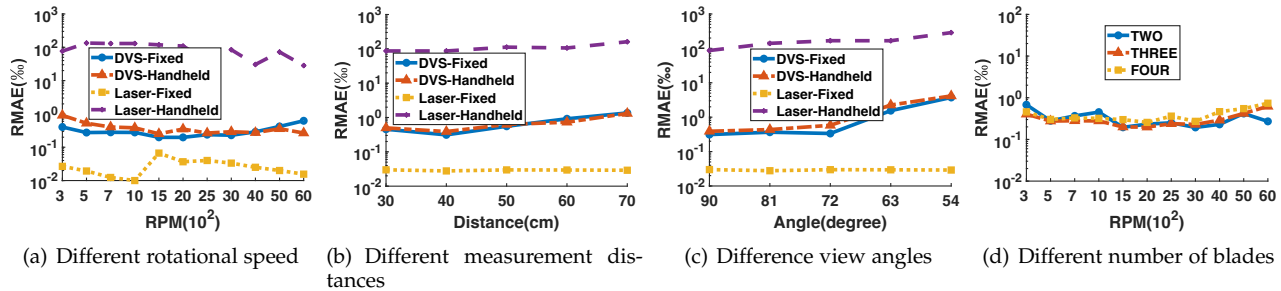 10³
10²
10¹
10⁰
10⁻¹
10⁻²
RMAE(‰)
DVS-Fixed
DVS-Handheld
Laser-Fixed
Laser-Handheld
3 5 7 10 15 20 25 30 40 50 60
RPM(10²)
(a) Different rotational speed
10³
10²
10¹
10⁰
10⁻¹
10⁻²
RMAE(‰)
DVS-Fixed
DVS-Handheld
Laser-Fixed
Laser-Handheld
30 40 50 60 70
Distance(cm)
(b) Different measurement dis-
tances
10³
10²
10¹
10⁰
10⁻¹
10⁻²
RMAE(‰)
DVS-Fixed
DVS-Handheld
Laser-Fixed
Laser-Handheld
90 81 72 63 54
Angle(degree)
(c) Difference view angles
10²
10¹
10⁰
10⁻¹
10⁻²
RMAE(‰)
TWO
THREE
FOUR
3 5 7 10 15 20 25 30 40 50 60
RPM(10²)
(d) Different number of blades